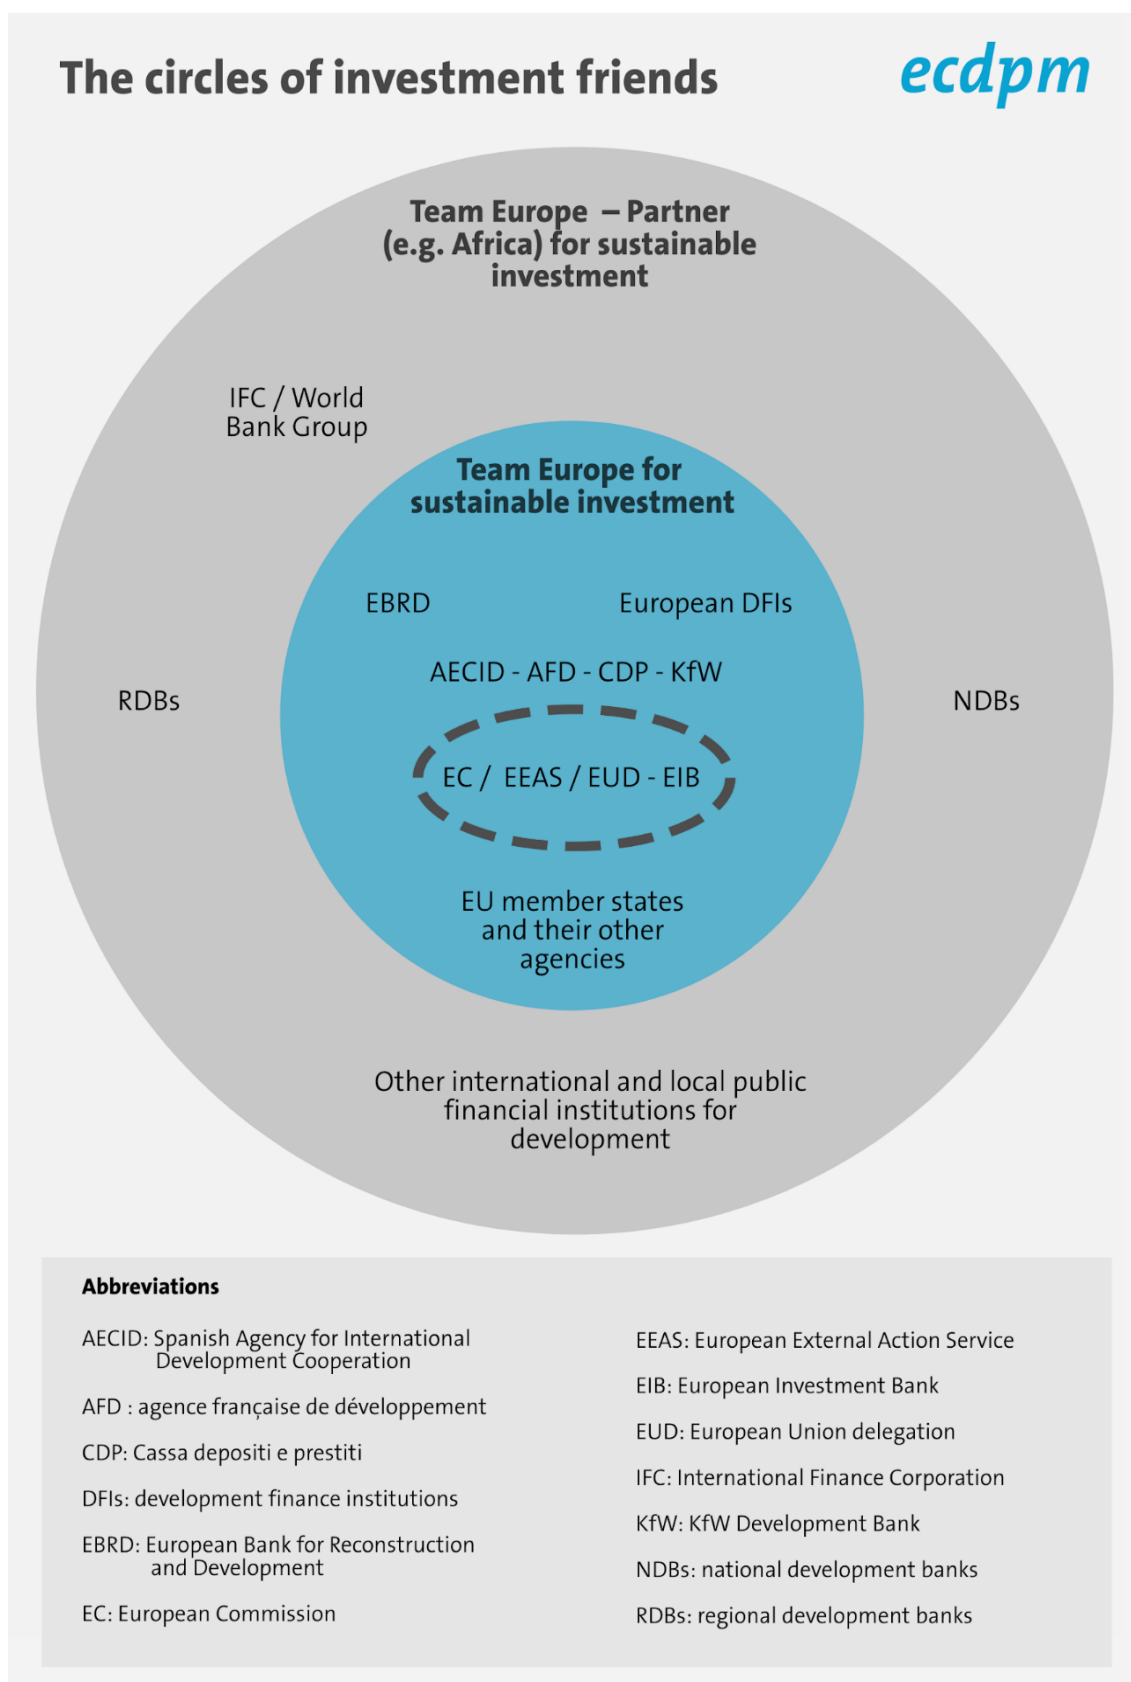 The circles of investment friends
ecdpm
Team Europe – Partner
(e.g. Africa) for sustainable
investment
IFC / World
Bank Group
Team Europe for
sustainable investment
EBRD
European DFIs
AECID - AFD - CDP - KfW
RDBs
NDBs
EC / EEAS / EUD - EIB
EU member states
and their other
agencies
Other international and local public
financial institutions for
development
Abbreviations
AECID: Spanish Agency for International
Development Cooperation
AFD : agence française de développement
CDP: Cassa depositi e prestiti
DFIs: development finance institutions
EBRD: European Bank for Reconstruction
and Development
EC: European Commission
EEAS: European External Action Service
EIB: European Investment Bank
EUD: European Union delegation
IFC: International Finance Corporation
KfW: KfW Development Bank
NDBs: national development banks
RDBs: regional development banks